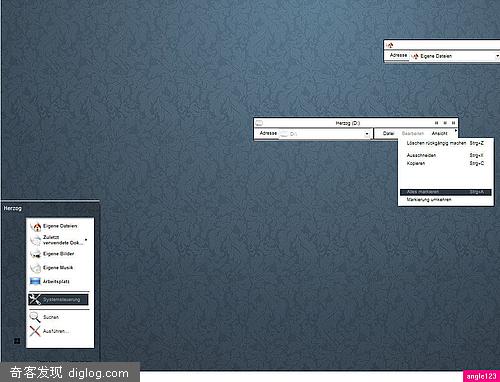 Adresse Eigene Dateien
Herzog (D:)
Adresse D:\ Datei Bearbeiten Ansicht
Löschen rückgängig machen Strg+Z
Ausschneiden Strg+X
Kopieren Strg+C
Alles markieren Strg+A
Markierung umkehren
Herzog
Eigene Dateien
Zuletzt
verwendete Dok...
Eigene Bilder
Eigene Musik
Arbeitsplatz
Systemsteuerung
Suchen
Ausführen...
奇客发现 diglog.com
angle123